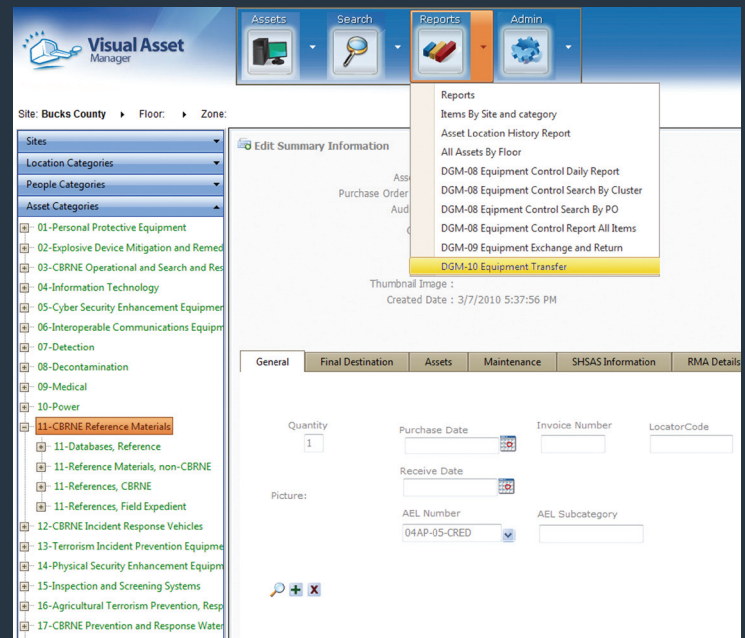 Assets Search Reports Admin
Visual Asset
Manager
Reports
Items By Site and category
Asset Location History Report
All Assets By Floor
DGM-08 Equipment Control Daily Report
DGM-08 Equipment Control Search By Cluster
DGM-08 Eqipment Control Search By PO
DGM-08 Equipment Control Report All Items
DGM-09 Equipment Exchange and Return
DGM-10 Equipment Transfer
Site: Bucks County Floor: Zone:
Sites
Location Categories
People Categories
Asset Categories
01-Personal Protective Equipment
02-Explosive Device Mitigation and Remed
03-CBRNE Operational and Search and Res
04-Information Technology
05-Cyber Security Enhancement Equipmer
06-Interoperable Communications Equipm
07-Detection
08-Decontamination
09-Medical
10-Power
11-CBRNE Reference Materials
11-Databases, Reference
11-Reference Materials, non-CBRNE
11-References, CBRNE
11-References, Field Expedient
12-CBRNE Incident Response Vehicles
13-Terrorism Incident Prevention Equipme
14-Physical Security Enhancement Equipm
15-Inspection and Screening Systems
16-Agricultural Terrorism Prevention, Resp
17-CBRNE Prevention and Response Water
Edit Summary Information
Asse
Purchase Order
Aud
Thumbnail Image :
Created Date : 3/7/2010 5:37:56 PM
General Final Destination Assets Maintenance SHSAS Information RMA Details
Quantity Purchase Date Invoice Number LocatorCode
1
Receive Date
Picture:
AEL Number AEL Subcategory
04AP-05-CRED